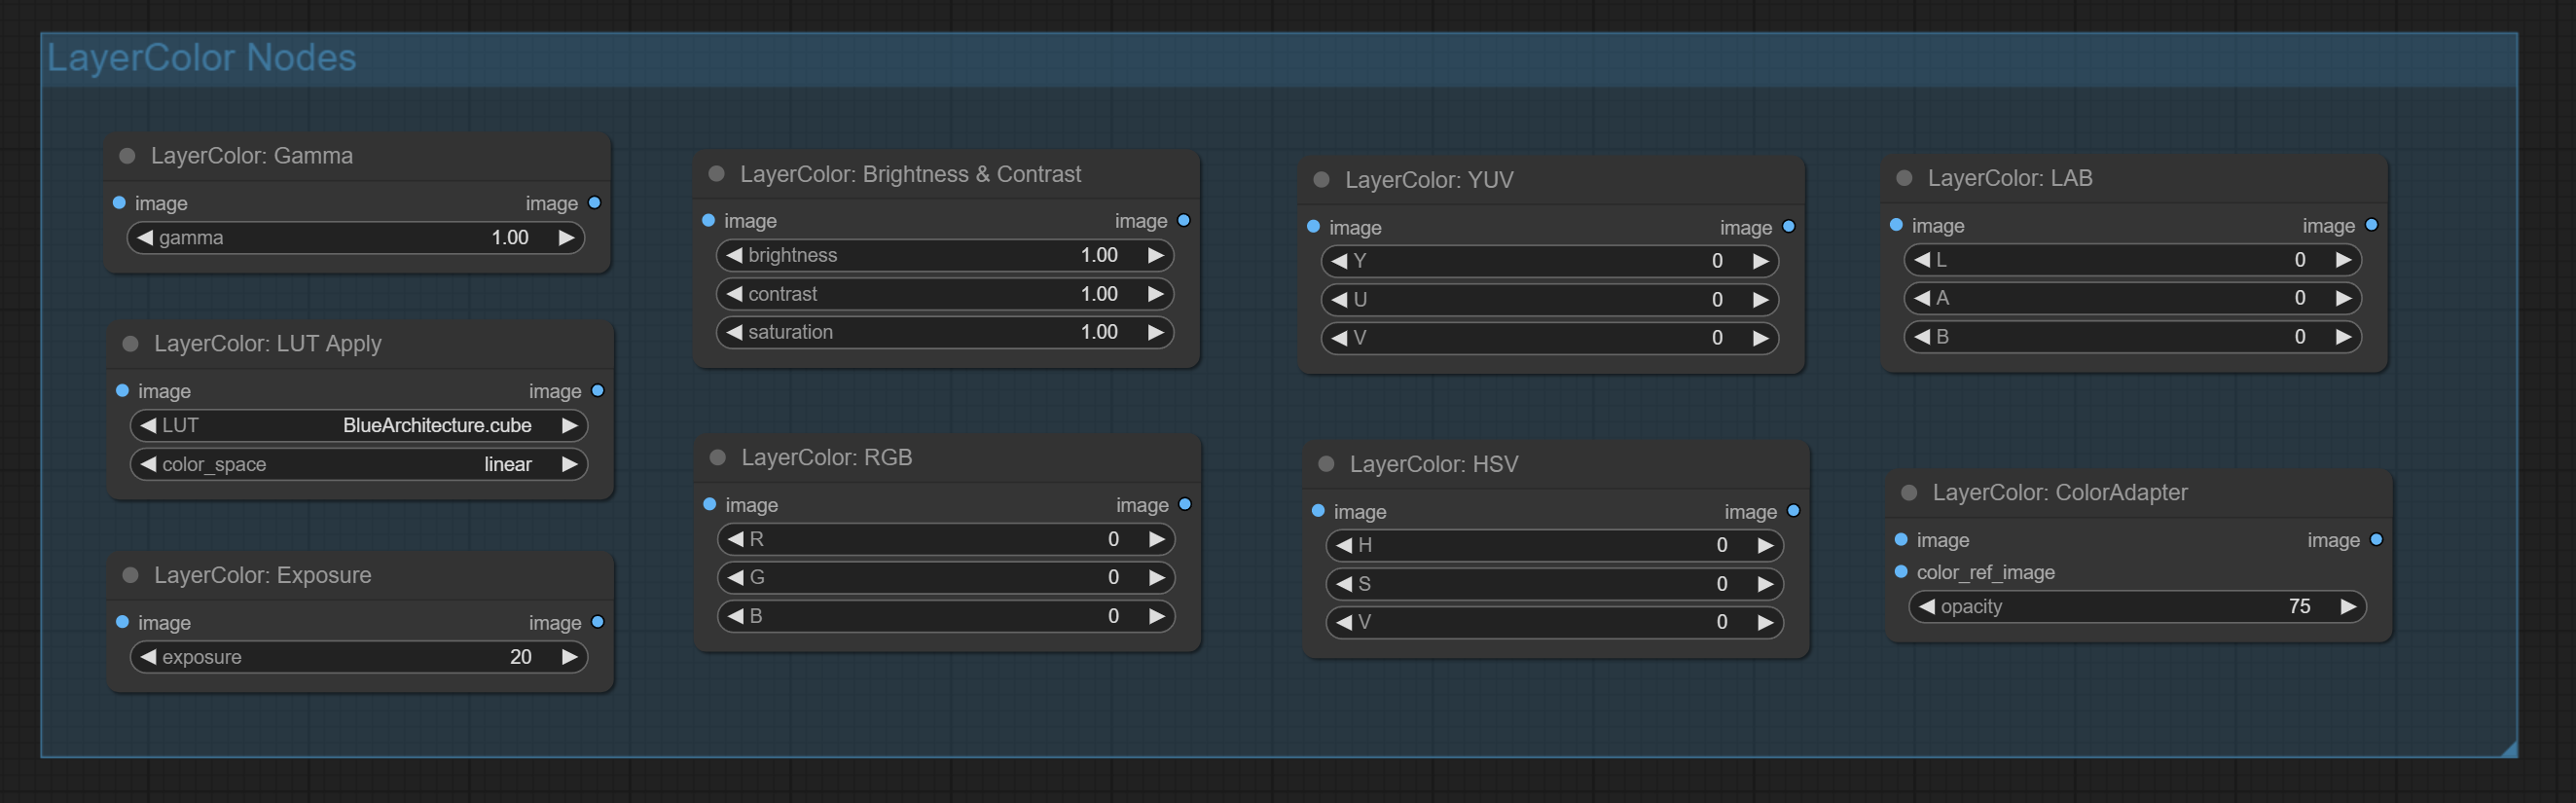 LayerColor Nodes
LayerColor: Gamma
image image
gamma 1.00
LayerColor: LUT Apply
image image
LUT BlueArchitecture.cube
color_space linear
LayerColor: Exposure
image image
exposure 20
LayerColor: Brightness & Contrast
image image
brightness 1.00
contrast 1.00
saturation 1.00
LayerColor: RGB
image image
R 0
G 0
B 0
LayerColor: YUV
image image
Y 0
U 0
V 0
LayerColor: HSV
image image
H 0
S 0
V 0
LayerColor: LAB
image image
L 0
A 0
B 0
LayerColor: ColorAdapter
image image
color_ref_image
opacity 75